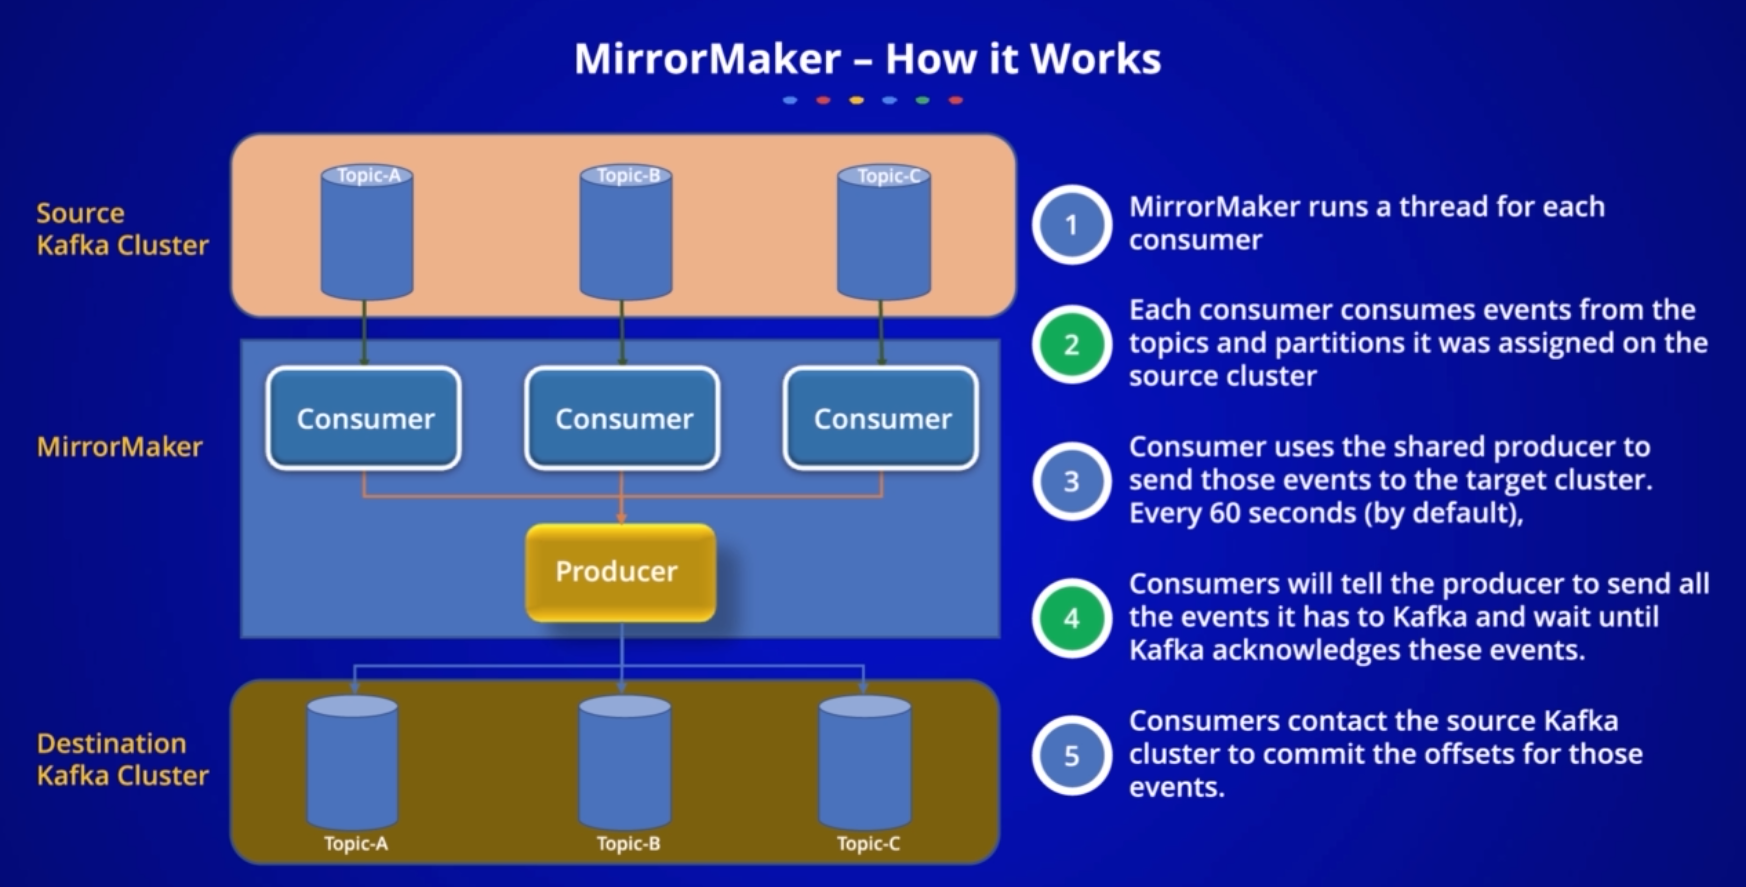 MirrorMaker – How it Works
Source
Kafka Cluster
Topic-A
Topic-B
Topic-C
MirrorMaker
Consumer
Consumer
Consumer
Producer
Destination
Kafka Cluster
Topic-A
Topic-B
Topic-C
1
MirrorMaker runs a thread for each
consumer
2
Each consumer consumes events from the
topics and partitions it was assigned on the
source cluster
3
Consumer uses the shared producer to
send those events to the target cluster.
Every 60 seconds (by default),
4
Consumers will tell the producer to send all
the events it has to Kafka and wait until
Kafka acknowledges these events.
5
Consumers contact the source Kafka
cluster to commit the offsets for those
events.